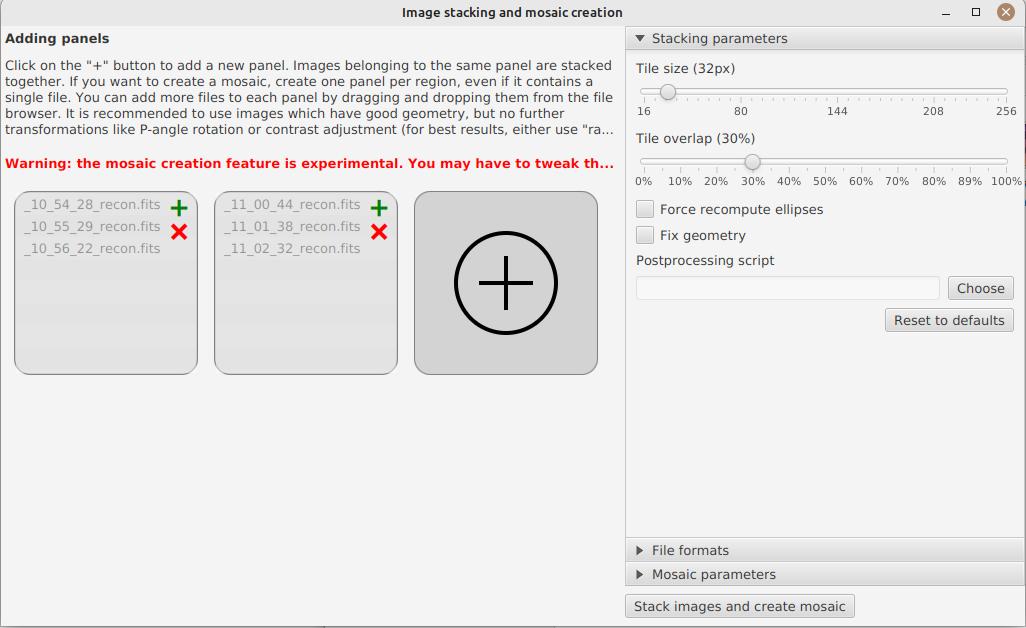 Image stacking and mosaic creation
Adding panels
Click on the "+" button to add a new panel. Images belonging to the same panel are stacked
together. If you want to create a mosaic, create one panel per region, even if it contains a
single file. You can add more files to each panel by dragging and dropping them from the file
browser. It is recommended to use images which have good geometry, but no further
transformations like P-angle rotation or contrast adjustment (for best results, either use "ra...
Warning: the mosaic creation feature is experimental. You may have to tweak th...
_10_54_28_recon.fits
_10_55_29_recon.fits
_10_56_22_recon.fits
_11_00_44_recon.fits
_11_01_38_recon.fits
_11_02_32_recon.fits
Stacking parameters
Tile size (32px)
16 80 144 208 256
Tile overlap (30%)
0% 10% 20% 30% 40% 50% 60% 70% 80% 89% 100%
Force recompute ellipses
Fix geometry
Postprocessing script
Choose
Reset to defaults
File formats
Mosaic parameters
Stack images and create mosaic